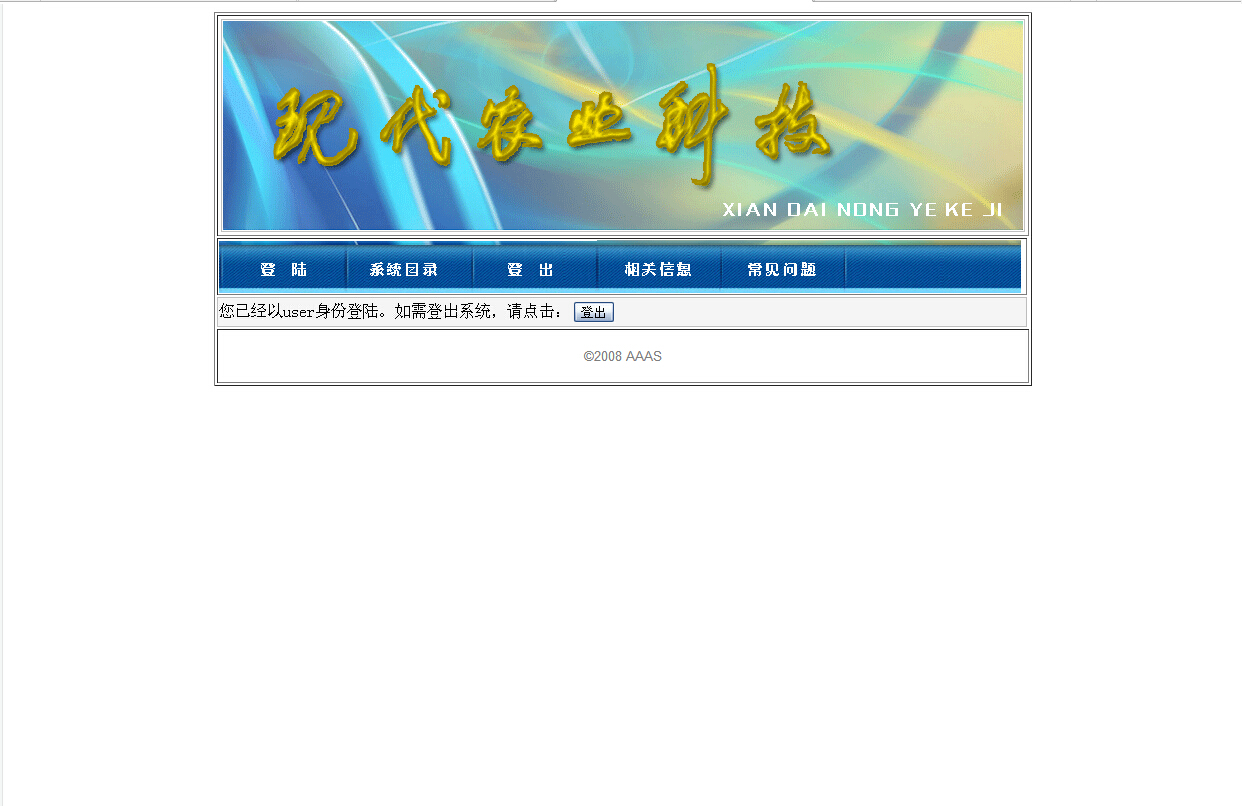 现代农业科技
XIAN DAI NONG YE KE JI
登 陆 系统目录 登 出 相关信息 常见问题
您已经以user身份登陆。如需登出系统，请点击： 登出
©2008 AAAS